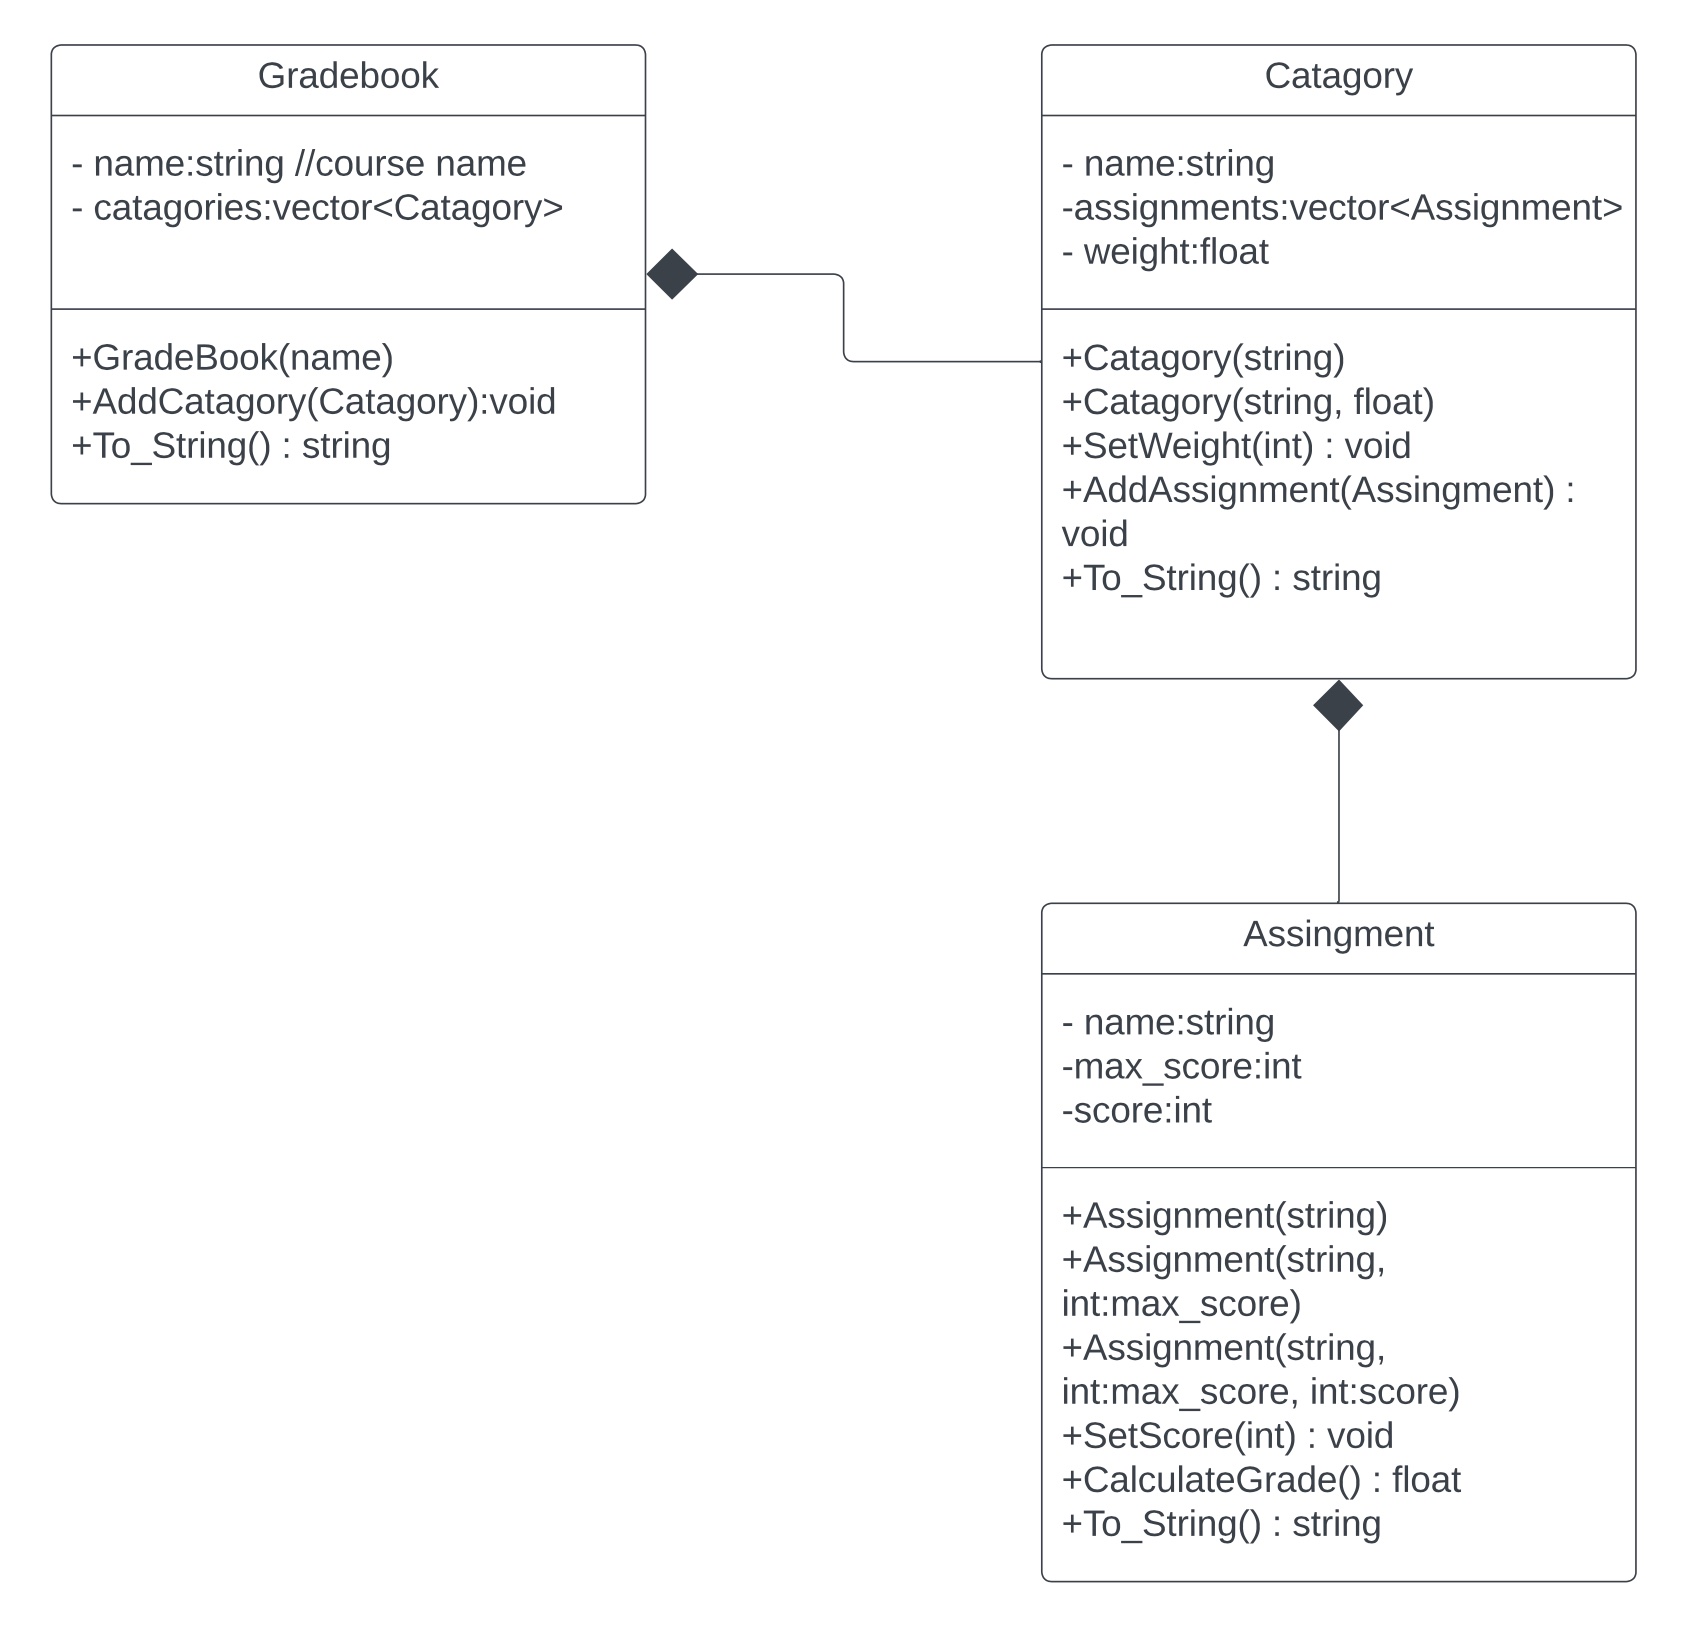 Gradebook
- name:string //course name
- catagories:vector<Catagory>
+GradeBook(name)
+AddCatagory(Catagory):void
+To_String() : string
Catagory
- name:string
-assignments:vector<Assignment>
- weight:float
+Catagory(string)
+Catagory(string, float)
+SetWeight(int) : void
+AddAssignment(Assingment) :
void
+To_String() : string
Assingment
- name:string
-max_score:int
-score:int
+Assignment(string)
+Assignment(string,
int:max_score)
+Assignment(string,
int:max_score, int:score)
+SetScore(int) : void
+CalculateGrade() : float
+To_String() : string